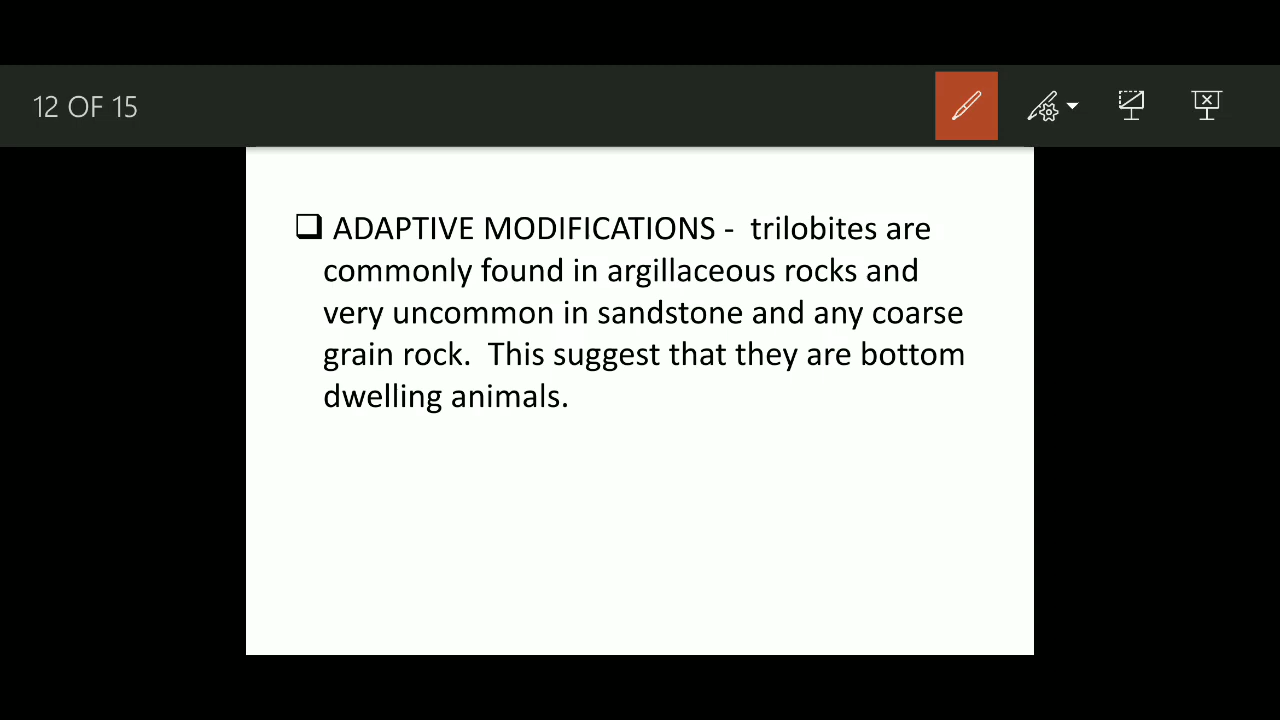 12 OF 15
ADAPTIVE MODIFICATIONS - trilobites are
commonly found in argillaceous rocks and
very uncommon in sandstone and any coarse
grain rock. This suggest that they are bottom
dwelling animals.